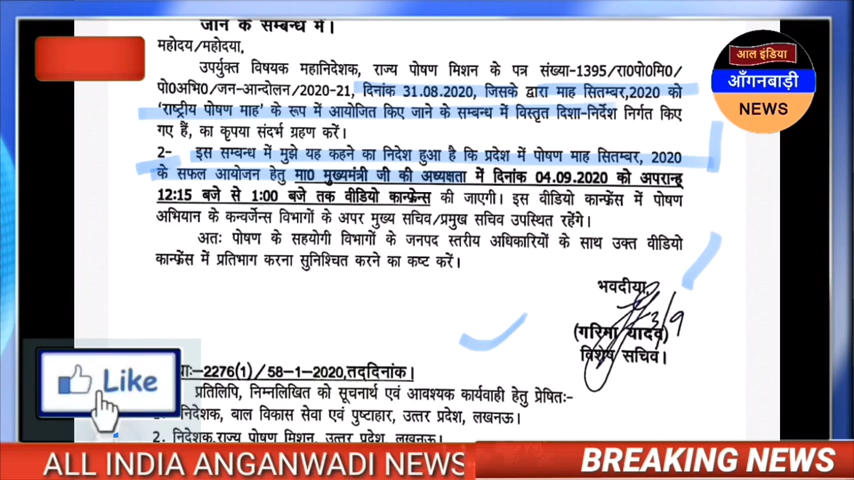 जाने के सम्बन्ध में।
महोदय/महोदया,
उपर्युक्त विषयक महानिदेशक, राज्य पोषण मिशन के पत्र संख्या-1395/रा0पो0मि0/
पो0अभि0/जन-आन्दोलन/2020-21, दिनांक 31.08.2020, जिसके द्वारा माह सितम्बर,2020 को
'राष्ट्रीय पोषण माह' के रूप में आयोजित किए जाने के सम्बन्ध में विस्तृत दिशा-निर्देश निर्गत किए
गए हैं, का कृपया संदर्भ ग्रहण करें।
2- इस सम्बन्ध में मुझे यह कहने का निदेश हुआ है कि प्रदेश में पोषण माह सितम्बर, 2020
के सफल आयोजन हेतु मा0 मुख्यमंत्री जी की अध्यक्षता में दिनांक 04.09.2020 को अपरान्ह्
12:15 बजे से 1:00 बजे तक वीडियो कान्फ्रेन्स की जाएगी। इस वीडियो कान्फ्रेंस में पोषण
अभियान के कन्वर्जेन्स विभागों के अपर मुख्य सचिव/प्रमुख सचिव उपस्थित रहेंगे।
अतः पोषण के सहयोगी विभागों के जनपद स्तरीय अधिकारियों के साथ उक्त वीडियो
कान्फ्रेंस में प्रतिभाग करना सुनिश्चित करने का कष्ट करें।
भवदीया,
3/9
(गरिमा यादव)
विशेष सचिव।
-2276(1)/58-1-2020,तद्दिनांक।
प्रतिलिपि, निम्नलिखित को सूचनार्थ एवं आवश्यक कार्यवाही हेतु प्रेषितः-
निदेशक, बाल विकास सेवा एवं पुष्टाहार, उत्तर प्रदेश, लखनऊ।
2. निदेशक,राज्य पोषण मिशन, उत्तर प्रदेश, लखनऊ।
आल इंडिया
आँगनबाड़ी
NEWS
Like
ALL INDIA ANGANWADI NEWS
BREAKING NEWS